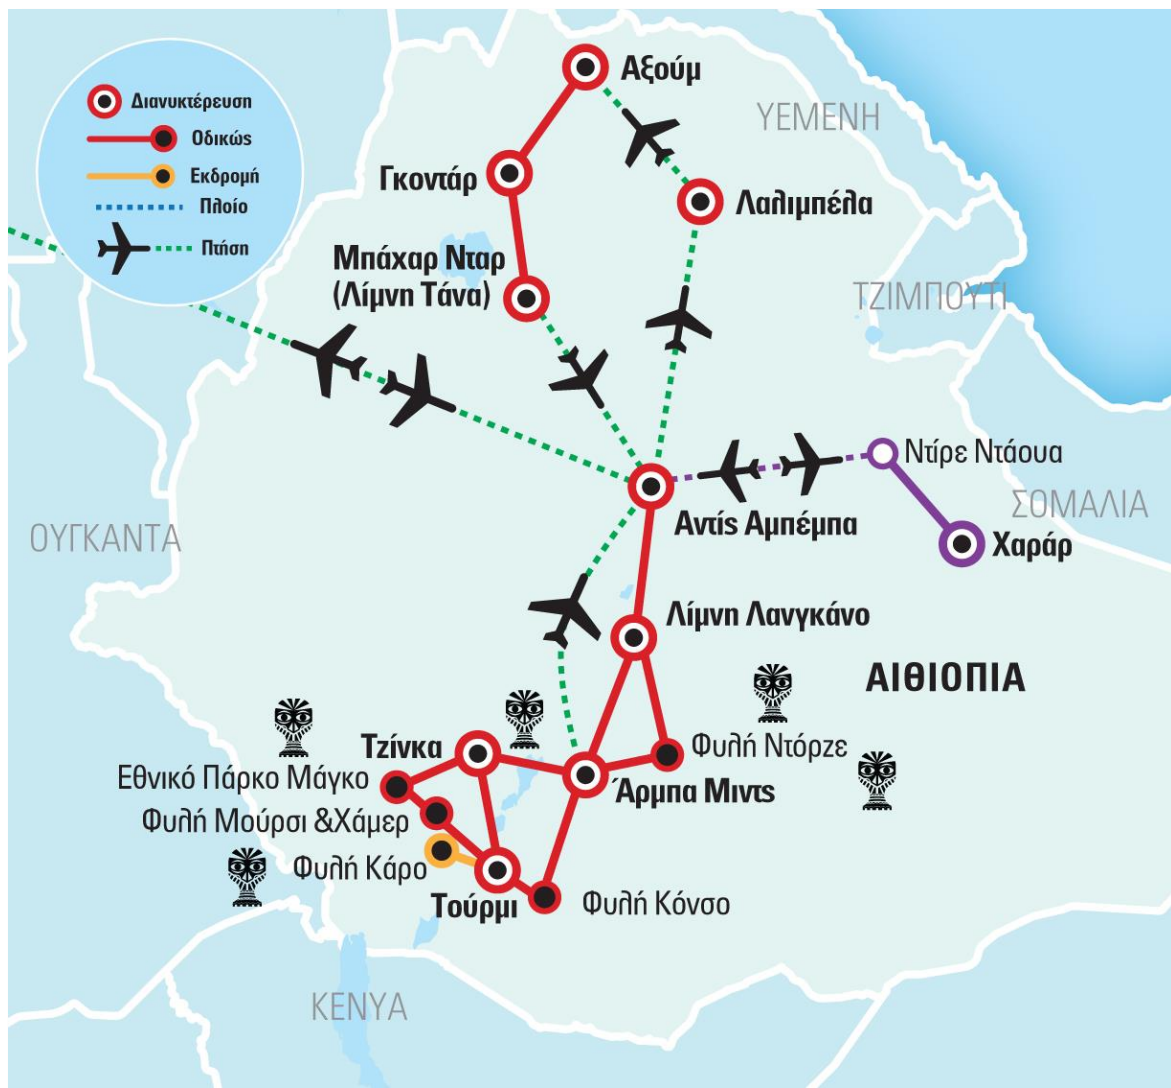 Διανυκτέρευση
Οδικώς
Εκδρομή
Πλοίο
Πτήση
Αξούμ
ΥΕΜΕΝΗ
Γκοντάρ
Λαλιμπέλα
Μπάχαρ Νταρ
(Λίμνη Τάνα)
ΤΖΙΜΠΟΥΤΙ
Ντίρε Ντάουα
ΣΟΜΑΛΙΑ
Αντίς Αμπέμπα
ΟΥΓΚΑΝΤΑ
Χαράρ
Λίμνη Λανγκάνο
ΑΙΘΙΟΠΙΑ
Τζίνκα
Φυλή Ντόρζε
Εθνικό Πάρκο Μάγκο
Άρμπα Μιντς
Φυλή Μούρσι &Χάμερ
Φυλή Κάρο
Τούρμι
Φυλή Κόνσο
ΚΕΝΥΑ